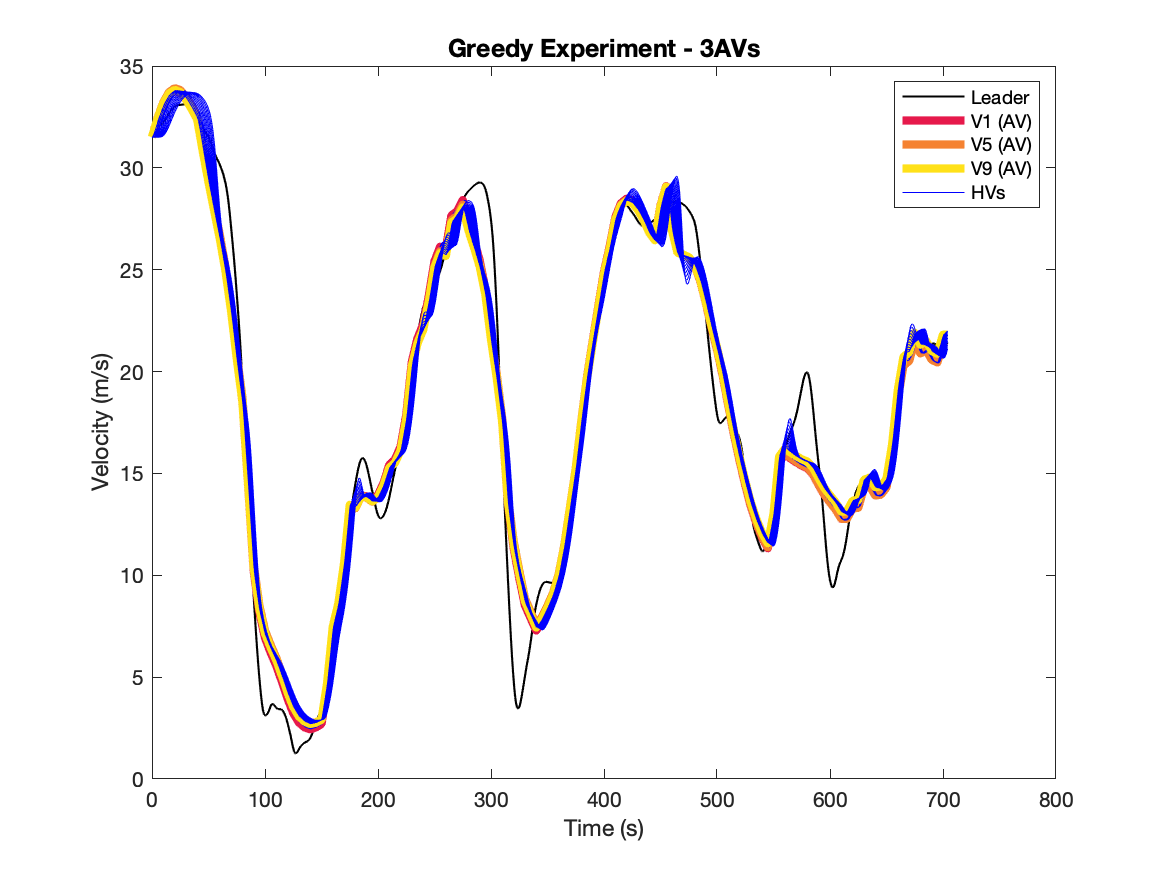 Greedy Experiment - 3AVs
Leader
V1 (AV)
V5 (AV)
V9 (AV)
HVs
35
30
25
20
15
10
5
0
Velocity (m/s)
0 100 200 300 400 500 600 700 800
Time (s)